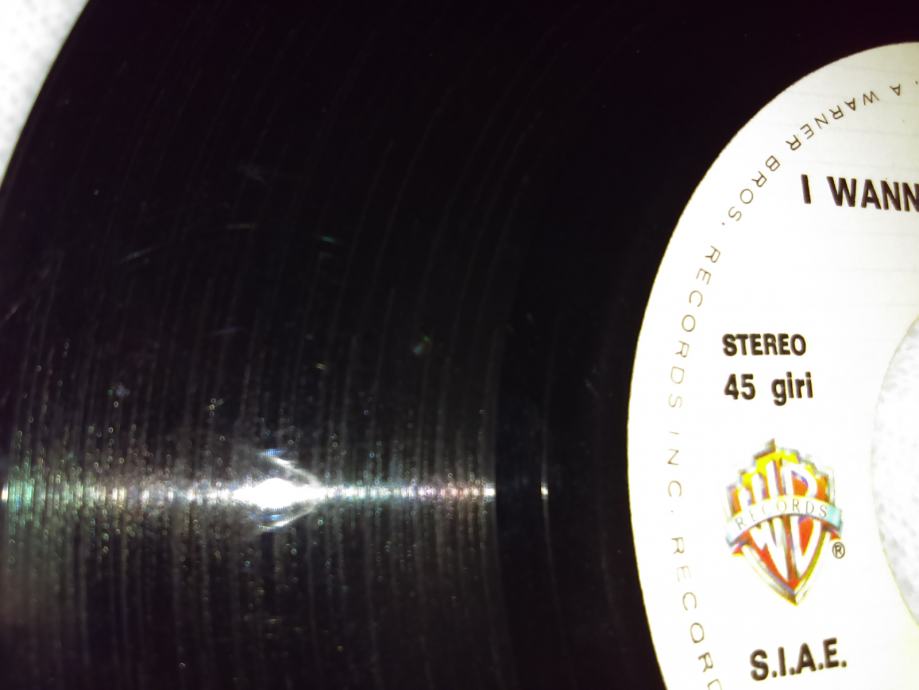 . A WARNER BROS. RECORDS INC. RECORD
I WANN
STEREO
45 giri
WB
RECORDS
®
S.I.A.E.